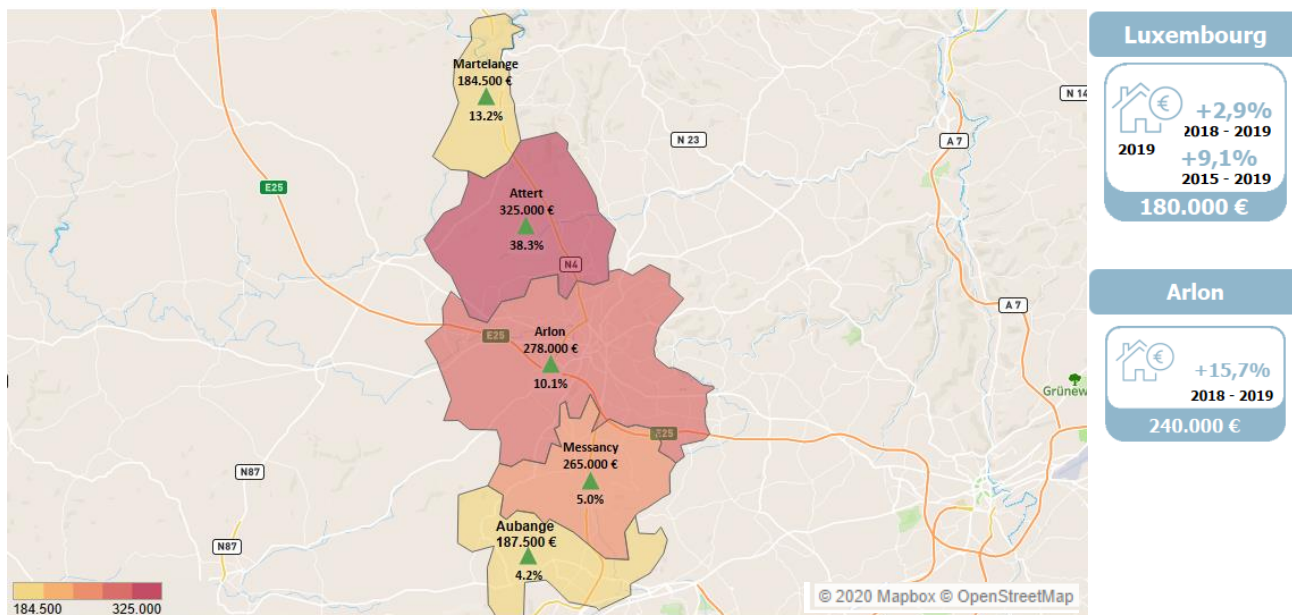 Martelange
184.500 €
13.2%
N 14
N 23
A 7
E25
Attert
325.000 €
38.3%
N4
A 7
E25
Arlon
278.000 €
10.1%
Grünew
Messancy
265.000 €
5.0%
N87
Aubange
187.500 €
4.2%
N87
184.500 325.000
© 2020 Mapbox © OpenStreetMap
Luxembourg
€
+2,9%
2018 - 2019
2019
+9,1%
2015 - 2019
180.000 €
Arlon
€
+15,7%
2018 - 2019
240.000 €